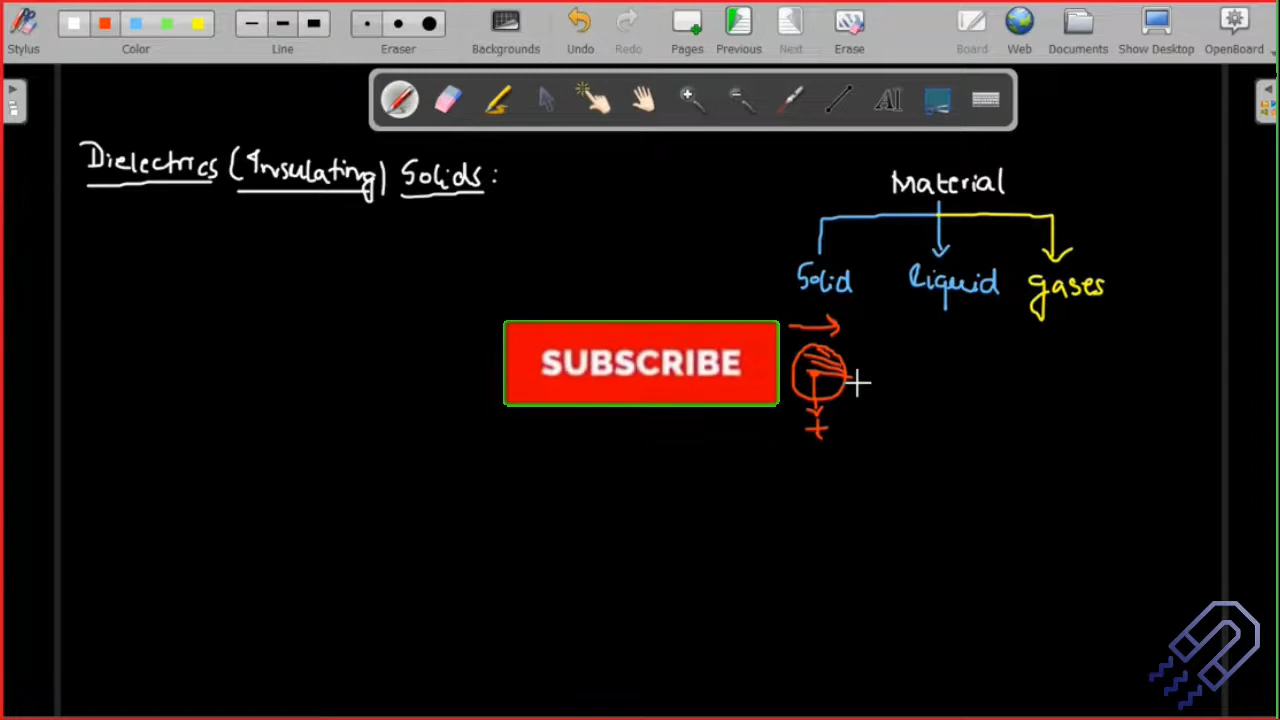 Stylus Color Line Eraser Backgrounds Undo Redo Pages Previous Next Erase Board Web Documents Show Desktop OpenBoard
Dielectrics (Insulating) Solids:
Material
Solid Liquid gases
SUBSCRIBE
+